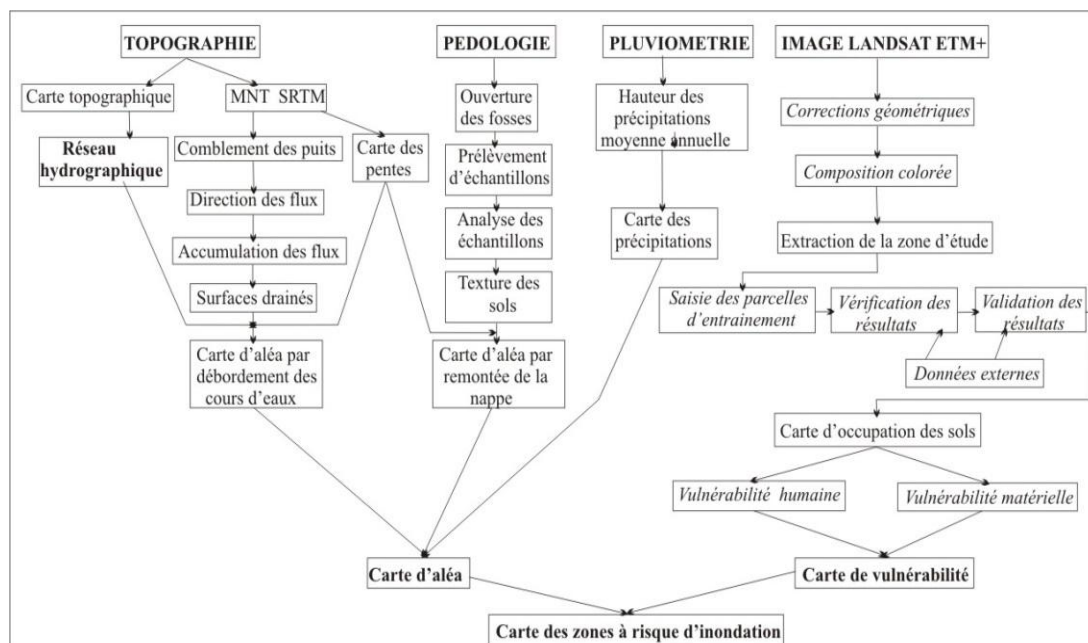 TOPOGRAPHIE
PEDOLOGIE
PLUVIOMETRIE
IMAGE LANDSAT ETM+
Carte topographique
MNT SRTM
Réseau
hydrographique
Comblement des puits
Carte des
pentes
Direction des flux
Accumulation des flux
Surfaces drainés
Carte d'aléa par
débordement des
cours d'eaux
Ouverture
des fosses
Prélèvement
d'échantillons
Analyse des
échantillons
Texture des
sols
Carte d'aléa par
remontée de la
nappe
Hauteur des
précipitations
moyenne annuelle
Carte des
précipitations
Corrections géométriques
Composition colorée
Extraction de la zone d'étude
Saisie des parcelles
d'entrainement
Vérification des
résultats
Validation des
résultats
Données externes
Carte d'occupation des sols
Vulnérabilité humaine
Vulnérabilité matérielle
Carte d'aléa
Carte de vulnérabilité
Carte des zones à risque d'inondation